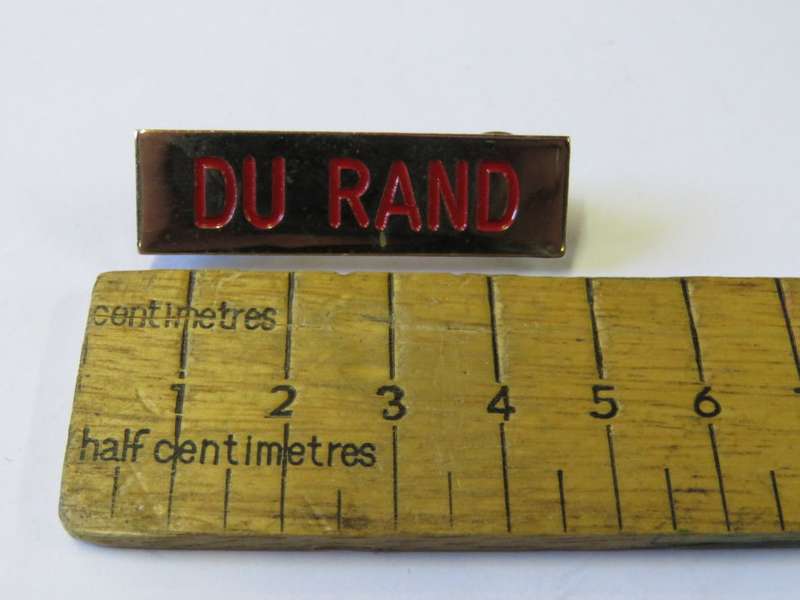 DU RAND
centimetres
1 2 3 4 5 6
half centimetres